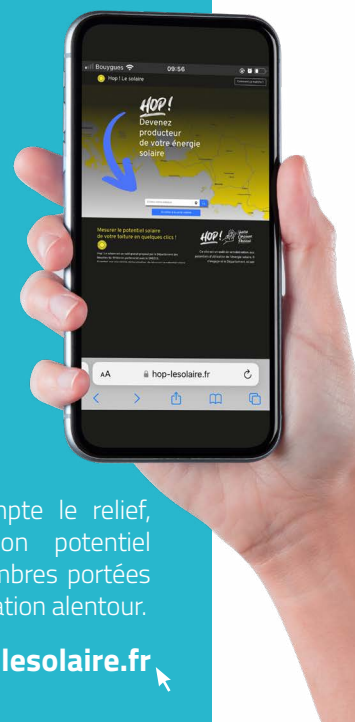 Bouygues 09:56
Hop ! Le solaire
HOP!
Devenez
producteur
de votre énergie
solaire
Mesurer le potentiel solaire
de votre toiture en quelques clics !
HOP!
AA hop-lesolaire.fr
mpte le relief,
on potentiel
mbres portées
ation alentour.
lesolaire.fr